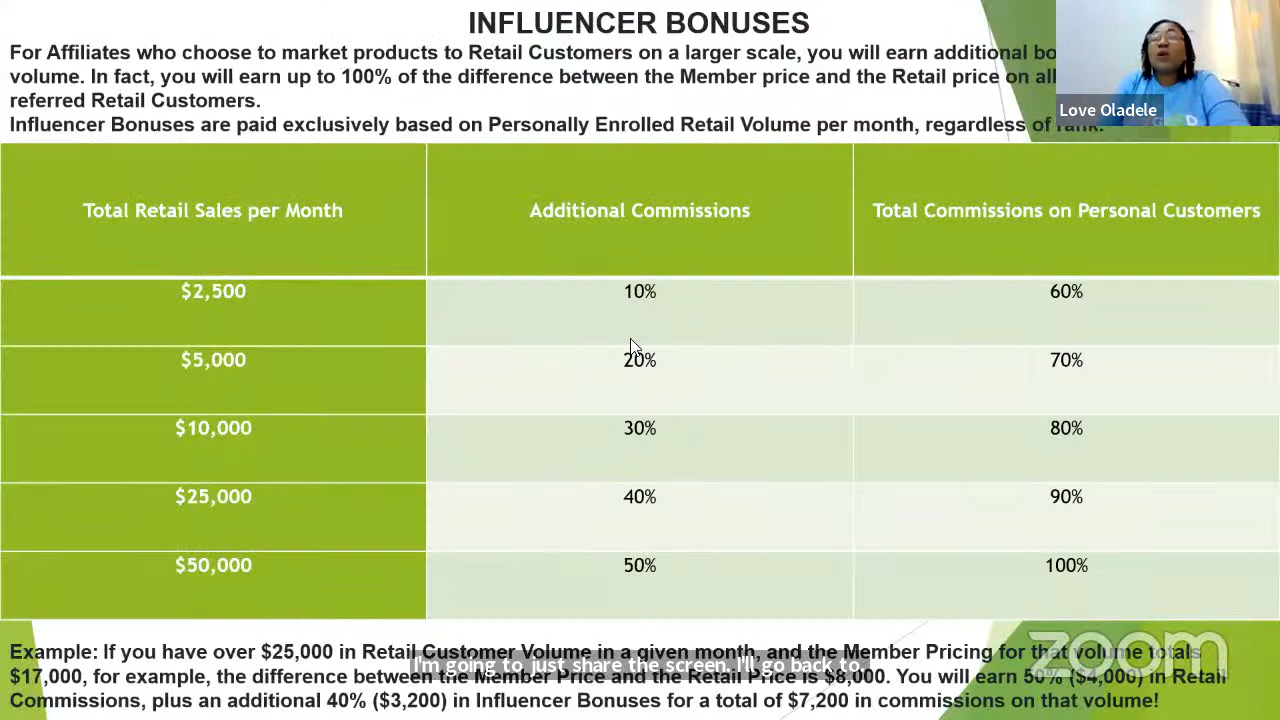 INFLUENCER BONUSES
For Affiliates who choose to market products to Retail Customers on a larger scale, you will earn additional
volume. In fact, you will earn up to 100% of the difference between the Member price and the Retail price on all
referred Retail Customers.
Influencer Bonuses are paid exclusively based on Personally Enrolled Retail Volume per month, regardless of rank.
Love Oladele
Total Retail Sales per Month Additional Commissions Total Commissions on Personal Customers
$2,500 10% 60%
$5,000 20% 70%
$10,000 30% 80%
$25,000 40% 90%
$50,000 50% 100%
Example: If you have over $25,000 in Retail Customer Volume in a given month, and the Member Pricing for that volume totals
$17,000, for example, the difference between the Member Price and the Retail Price is $8,000. You will earn 50% ($4,000) in Retail
Commissions, plus an additional 40% ($3,200) in Influencer Bonuses for a total of $7,200 in commissions on that volume!
I'm going to just share the screen. I'll go back to.
zoom